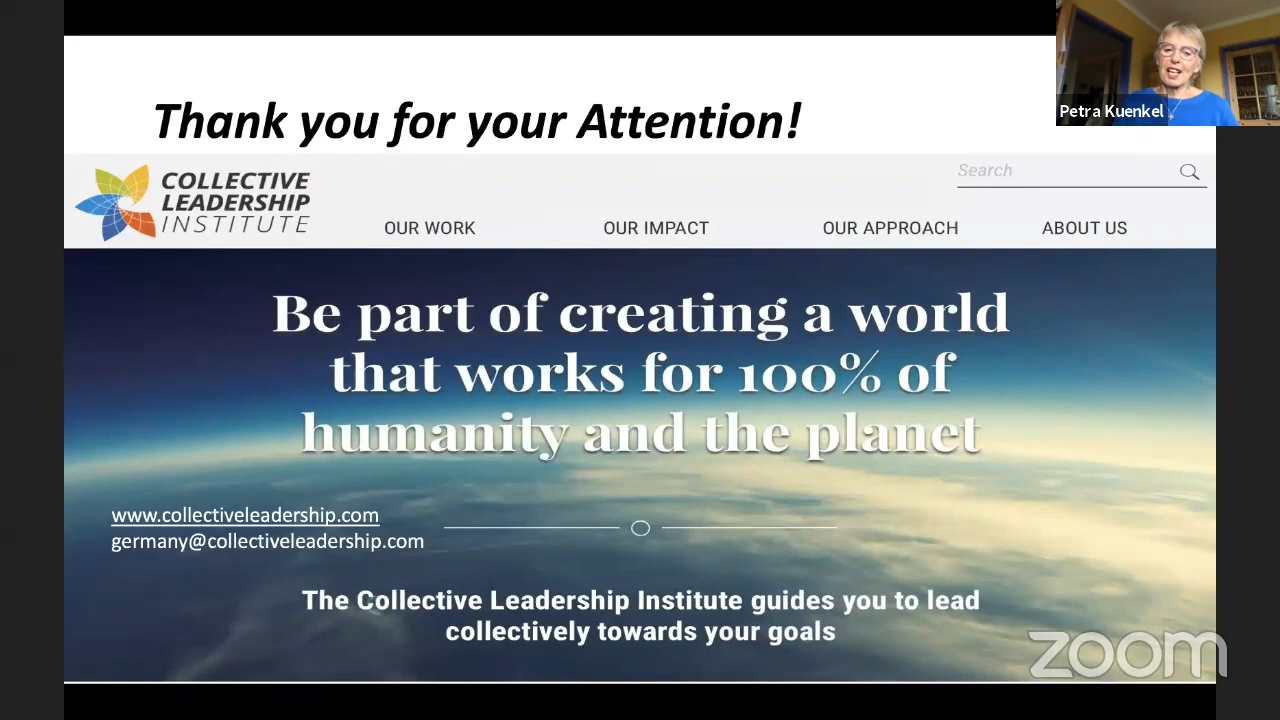 Thank you for your Attention!
Petra Kuenkel
COLLECTIVE
LEADERSHIP
INSTITUTE
Search
OUR WORK
OUR IMPACT
OUR APPROACH
ABOUT US
Be part of creating a world
that works for 100% of
humanity and the planet
www.collectiveleadership.com
germany@collectiveleadership.com
The Collective Leadership Institute guides you to lead
collectively towards your goals
zoom